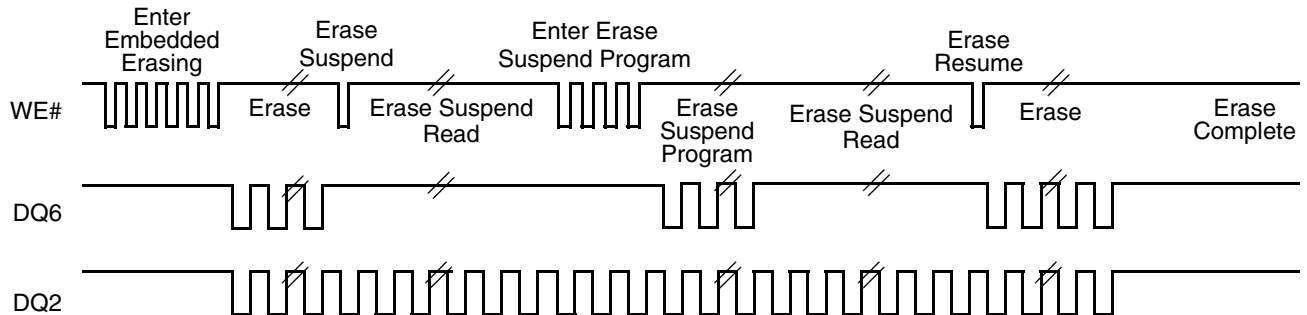 Enter
Embedded
Erasing
Erase
Suspend
Enter Erase
Suspend Program
Erase
Resume
WE#
Erase
Erase Suspend
Read
Erase
Suspend
Program
Erase Suspend
Read
Erase
Erase
Complete
DQ6
DQ2